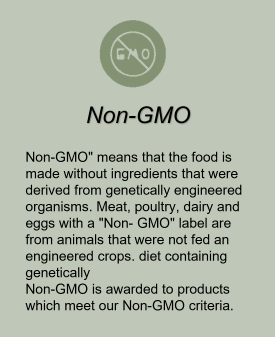 GMO
Non-GMO
Non-GMO" means that the food is
made without ingredients that were
derived from genetically engineered
organisms. Meat, poultry, dairy and
eggs with a "Non- GMO" label are
from animals that were not fed an
engineered crops. diet containing
genetically
Non-GMO is awarded to products
which meet our Non-GMO criteria.